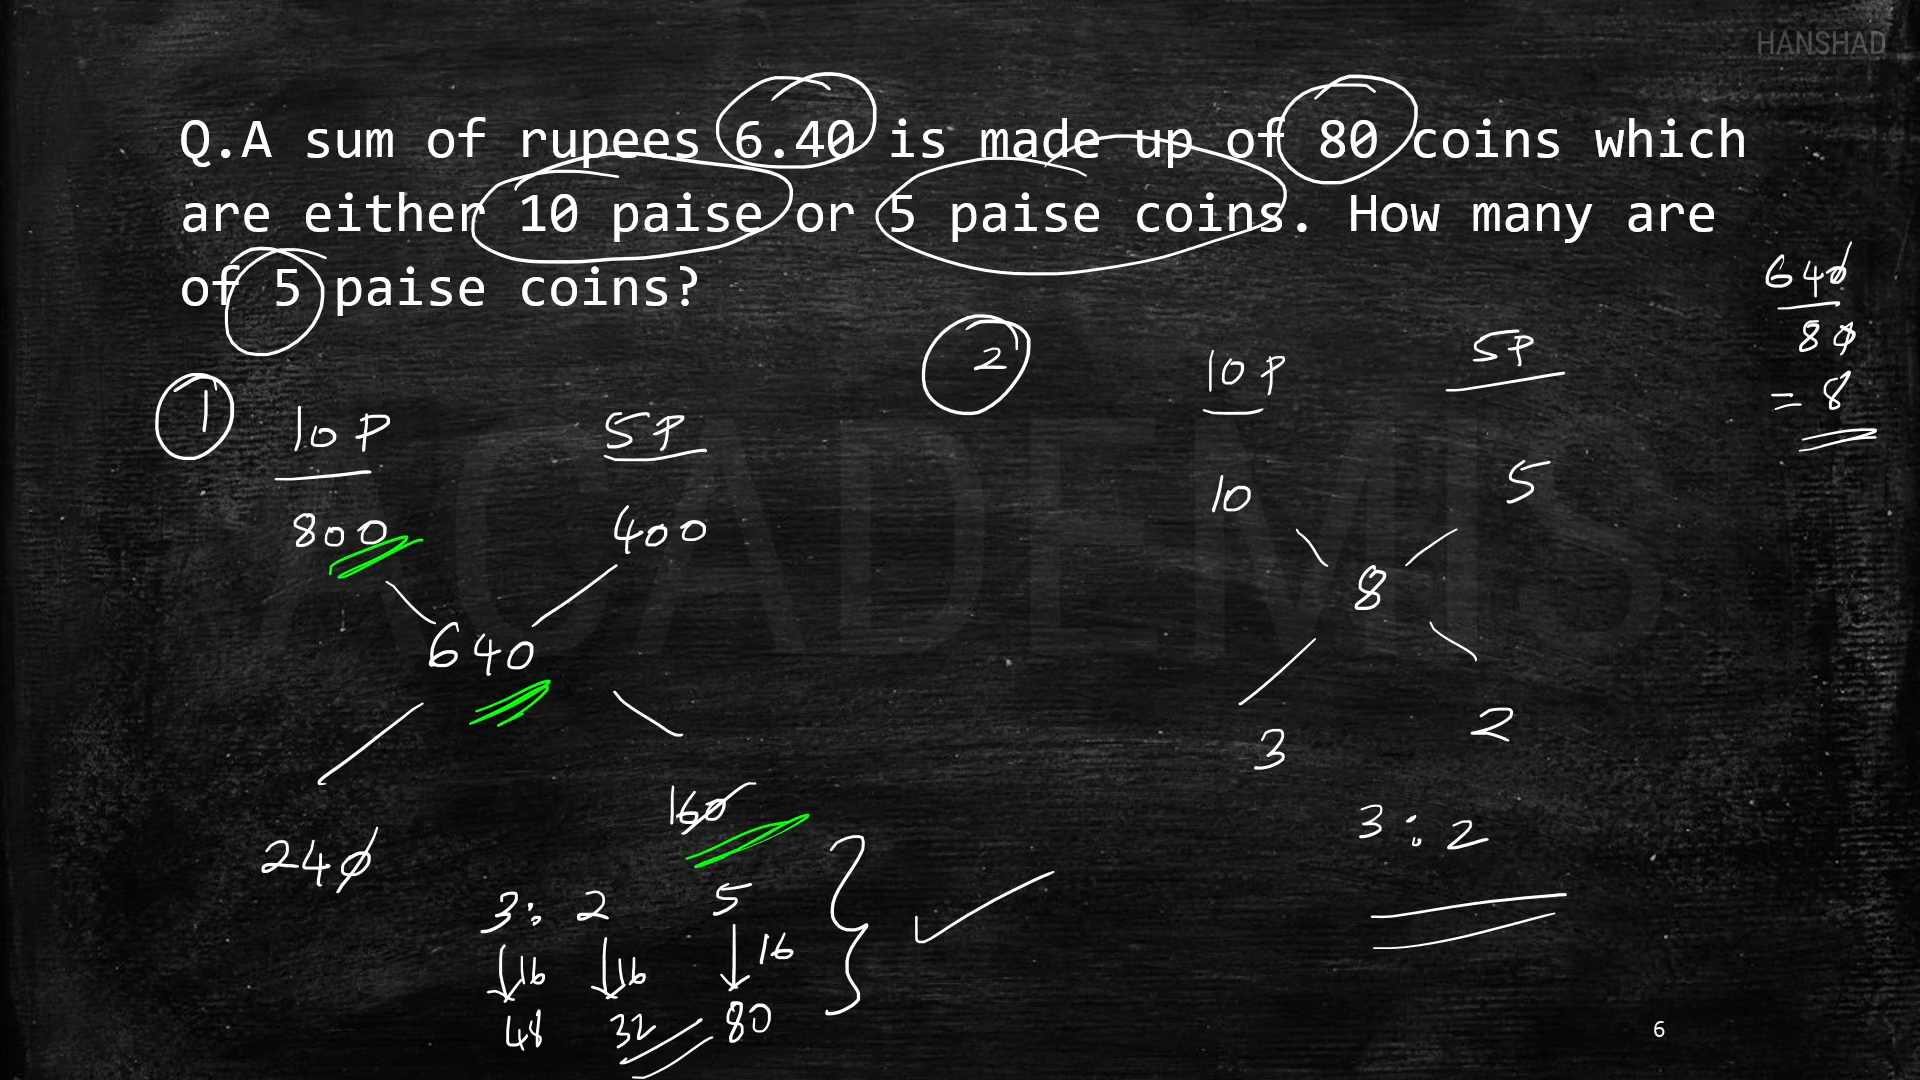 HANSHAD
Q.A sum of rupees 6.40 is made up of 80 coins which
are either 10 paise or 5 paise coins. How many are
of 5 paise coins?
640
80
= 8
1
10 P
5P
800
400
640
240
160
3 : 2
5
16
16
16
48
32
80
2
10 P
5P
10
5
8
3
2
3 : 2
ACADEMIS
6